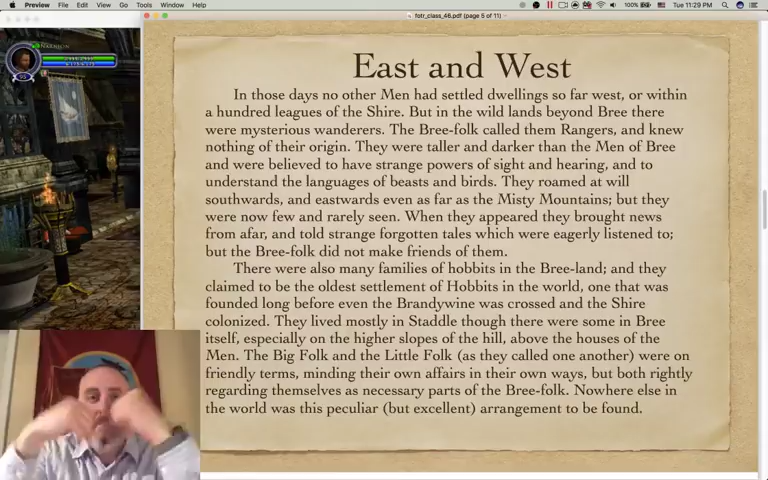 Preview File Edit View Go Tools Window Help
100% Tue 11:29 PM
fotr_class_46.pdf (page 5 of 11)
East and West
In those days no other Men had settled dwellings so far west, or within
a hundred leagues of the Shire. But in the wild lands beyond Bree there
were mysterious wanderers. The Bree-folk called them Rangers, and knew
nothing of their origin. They were taller and darker than the Men of Bree
and were believed to have strange powers of sight and hearing, and to
understand the languages of beasts and birds. They roamed at will
southwards, and eastwards even as far as the Misty Mountains; but they
were now few and rarely seen. When they appeared they brought news
from afar, and told strange forgotten tales which were eagerly listened to;
but the Bree-folk did not make friends of them.
There were also many families of hobbits in the Bree-land; and they
claimed to be the oldest settlement of Hobbits in the world, one that was
founded long before even the Brandywine was crossed and the Shire
colonized. They lived mostly in Staddle though there were some in Bree
itself, especially on the higher slopes of the hill, above the houses of the
Men. The Big Folk and the Little Folk (as they called one another) were on
friendly terms, minding their own affairs in their own ways, but both rightly
regarding themselves as necessary parts of the Bree-folk. Nowhere else in
the world was this peculiar (but excellent) arrangement to be found.